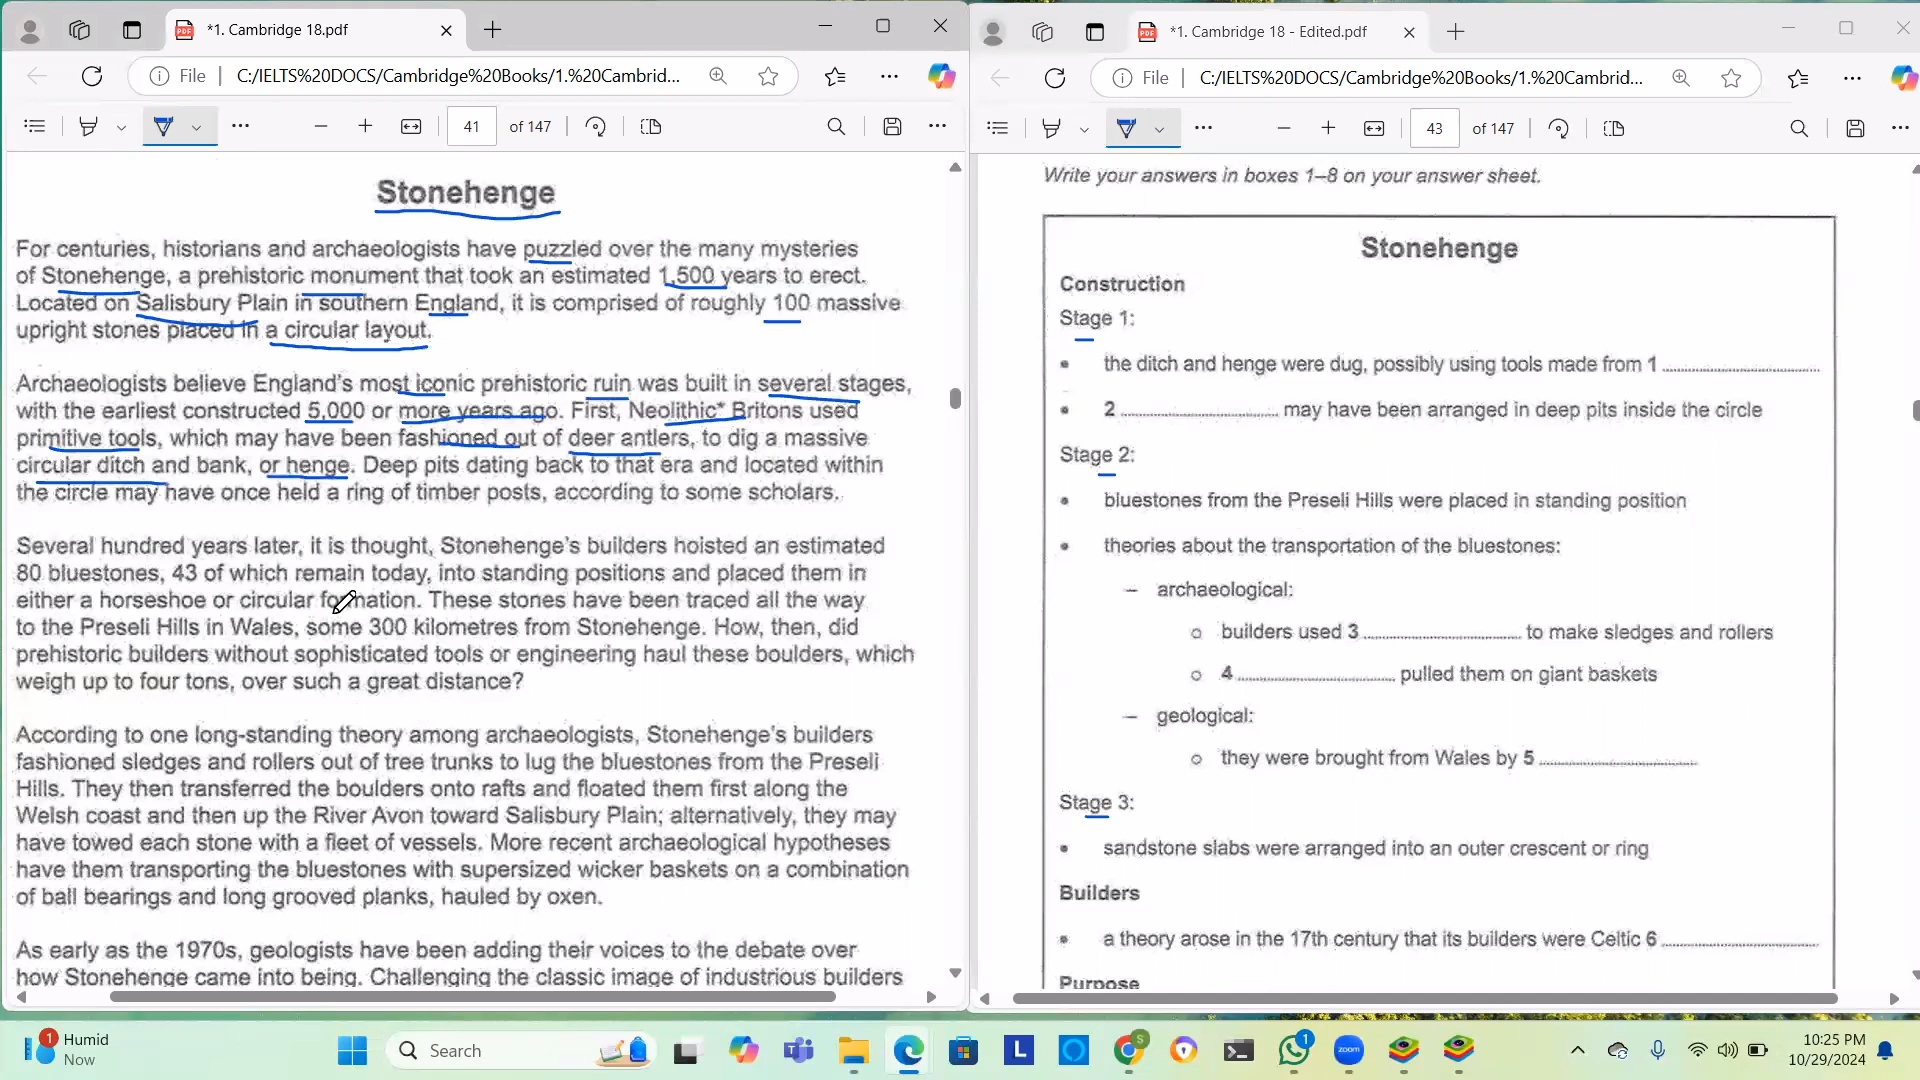 *1. Cambridge 18.pdf
File
C:/IELTS%20DOCS/Cambridge%20Books/1.%20Cambrid...
41 of 147
Stonehenge
For centuries, historians and archaeologists have puzzled over the many mysteries
of Stonehenge, a prehistoric monument that took an estimated 1,500 years to erect.
Located on Salisbury Plain in southern England, it is comprised of roughly 100 massive
upright stones placed in a circular layout.
Archaeologists believe England's most iconic prehistoric ruin was built in several stages,
with the earliest constructed 5,000 or more years ago. First, Neolithic* Britons used
primitive tools, which may have been fashioned out of deer antlers, to dig a massive
circular ditch and bank, or henge. Deep pits dating back to that era and located within
the circle may have once held a ring of timber posts, according to some scholars.
Several hundred years later, it is thought, Stonehenge's builders hoisted an estimated
80 bluestones, 43 of which remain today, into standing positions and placed them in
either a horseshoe or circular formation. These stones have been traced all the way
to the Preseli Hills in Wales, some 300 kilometres from Stonehenge. How, then, did
prehistoric builders without sophisticated tools or engineering haul these boulders, which
weigh up to four tons, over such a great distance?
According to one long-standing theory among archaeologists, Stonehenge's builders
fashioned sledges and rollers out of tree trunks to lug the bluestones from the Preseli
Hills. They then transferred the boulders onto rafts and floated them first along the
Welsh coast and then up the River Avon toward Salisbury Plain; alternatively, they may
have towed each stone with a fleet of vessels. More recent archaeological hypotheses
have them transporting the bluestones with supersized wicker baskets on a combination
of ball bearings and long grooved planks, hauled by oxen.
As early as the 1970s, geologists have been adding their voices to the debate over
how Stonehenge came into being. Challenging the classic image of industrious builders
*1. Cambridge 18 - Edited.pdf
File
C:/IELTS%20DOCS/Cambridge%20Books/1.%20Cambrid...
43 of 147
Write your answers in boxes 1–8 on your answer sheet.
Stonehenge
Construction
Stage 1:
• the ditch and henge were dug, possibly using tools made from 1 ....................
• 2 .................... may have been arranged in deep pits inside the circle
Stage 2:
• bluestones from the Preseli Hills were placed in standing position
• theories about the transportation of the bluestones:
– archaeological:
o builders used 3 .................... to make sledges and rollers
o 4 .................... pulled them on giant baskets
– geological:
o they were brought from Wales by 5 ....................
Stage 3:
• sandstone slabs were arranged into an outer crescent or ring
Builders
• a theory arose in the 17th century that its builders were Celtic 6 ....................
Purpose
1
Humid
Now
Search
L
S
1
zoom
10:25 PM
10/29/2024